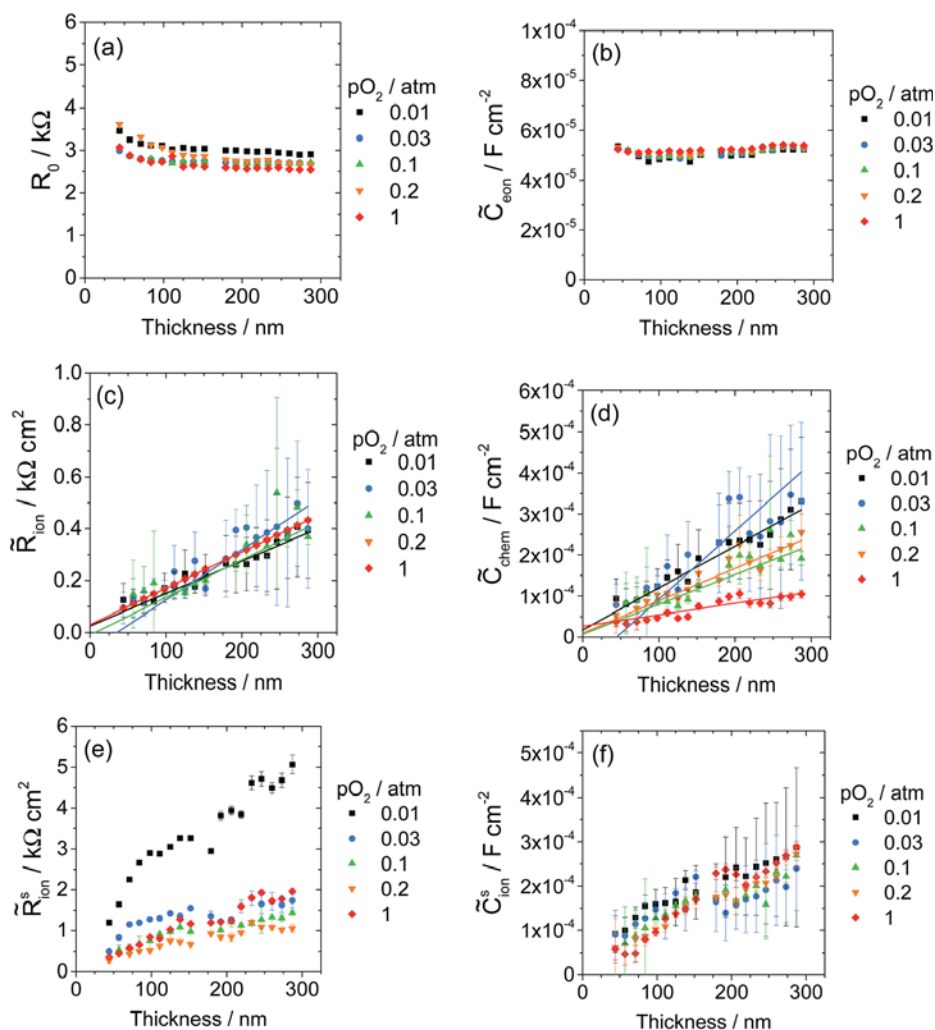 (a)
R₀ / kΩ
6
5
4
3
2
1
0
0 100 200 300
Thickness / nm
pO₂ / atm
0.01
0.03
0.1
0.2
1
(b)
C̃eon / F cm⁻²
1x10⁻⁴
8x10⁻⁵
6x10⁻⁵
4x10⁻⁵
2x10⁻⁵
0
0 100 200 300
Thickness / nm
pO₂ / atm
0.01
0.03
0.1
0.2
1
(c)
R̃ion / kΩ cm²
1.0
0.8
0.6
0.4
0.2
0.0
0 100 200 300
Thickness / nm
pO₂ / atm
0.01
0.03
0.1
0.2
1
(d)
C̃chem / F cm⁻²
6x10⁻⁴
5x10⁻⁴
4x10⁻⁴
3x10⁻⁴
2x10⁻⁴
1x10⁻⁴
0
0 100 200 300
Thickness / nm
pO₂ / atm
0.01
0.03
0.1
0.2
1
(e)
R̃ˢion / kΩ cm²
6
5
4
3
2
1
0
0 100 200 300
Thickness / nm
pO₂ / atm
0.01
0.03
0.1
0.2
1
(f)
C̃ˢion / F cm⁻²
5x10⁻⁴
4x10⁻⁴
3x10⁻⁴
2x10⁻⁴
1x10⁻⁴
0
0 100 200 300
Thickness / nm
pO₂ / atm
0.01
0.03
0.1
0.2
1